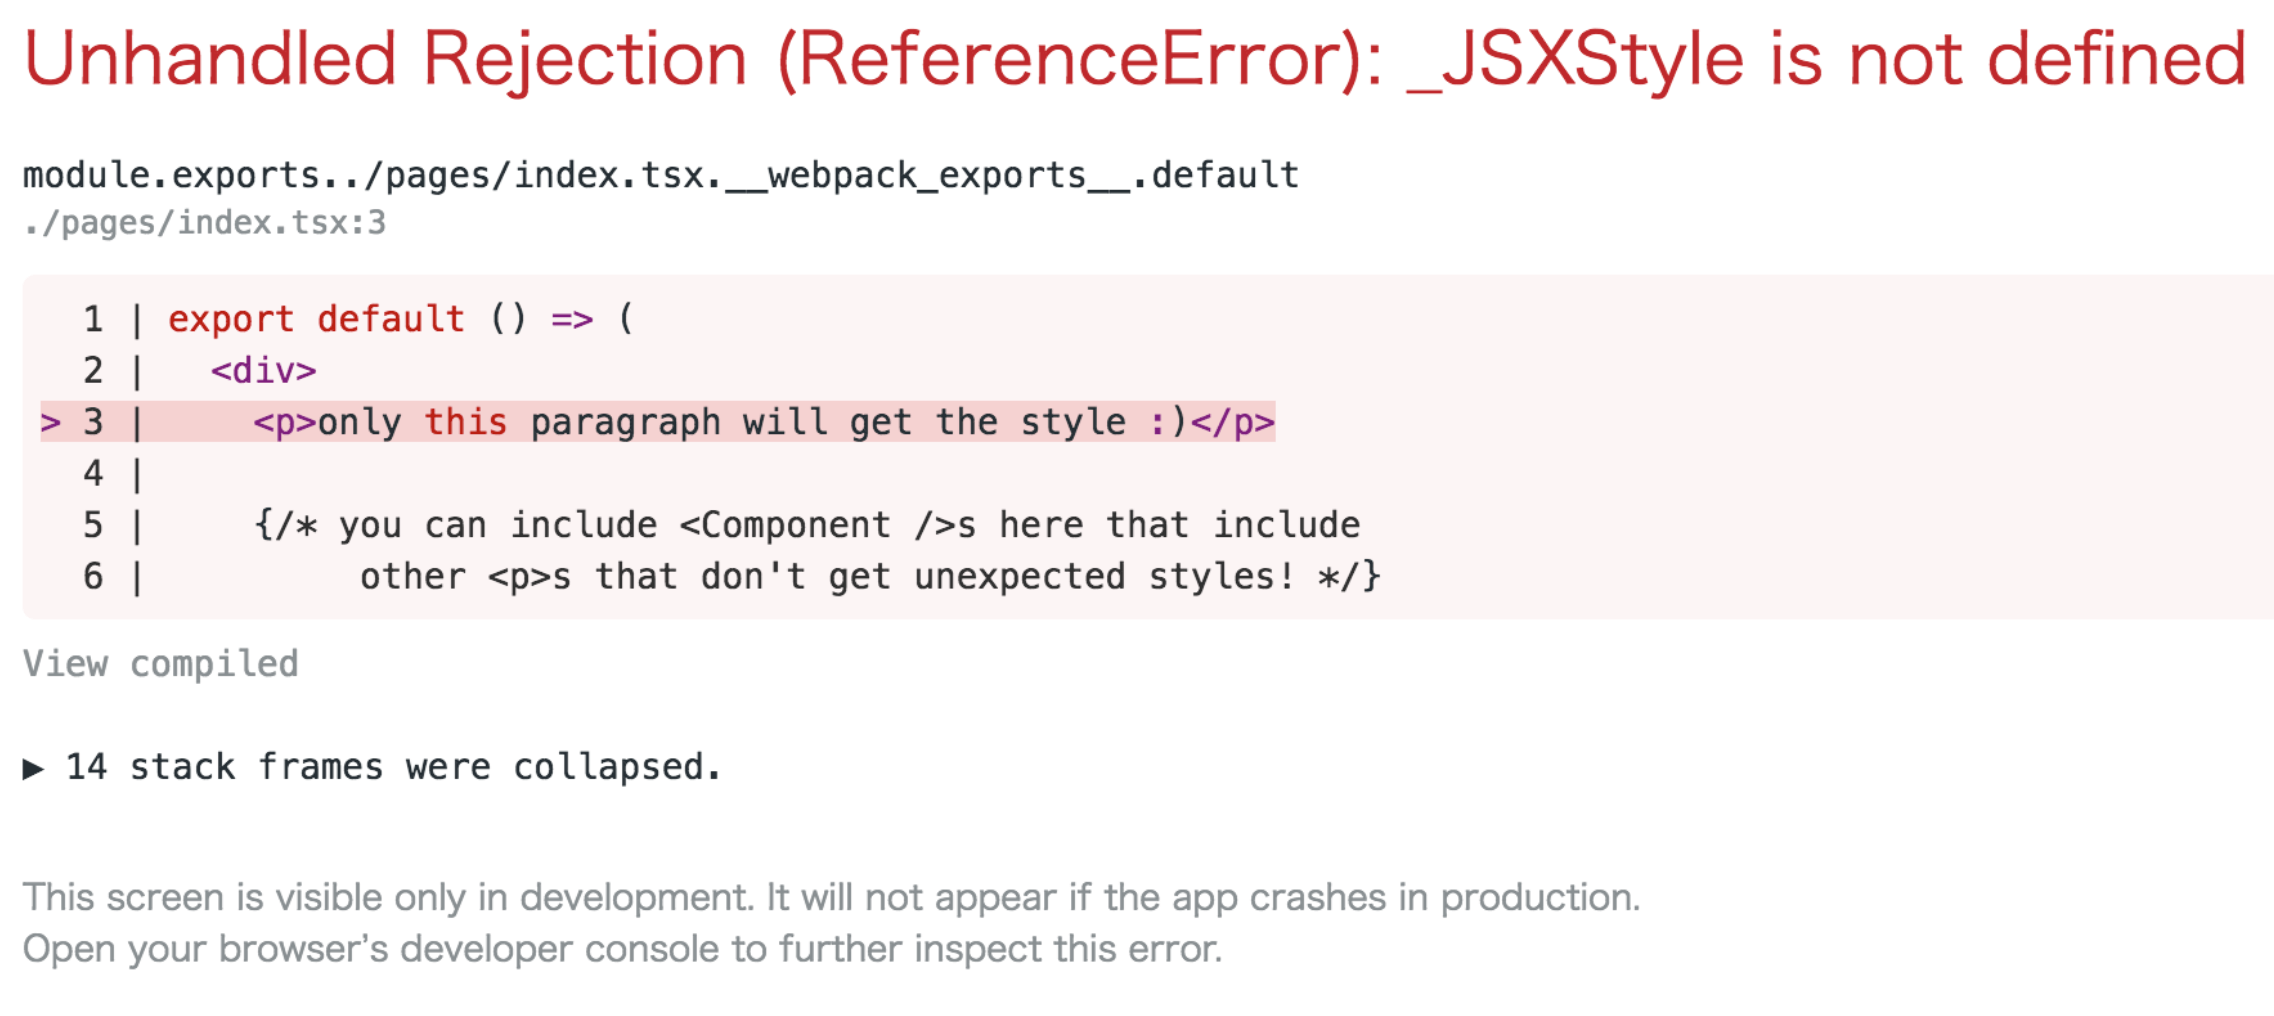 Unhandled Rejection (ReferenceError): _JSXStyle is not defined
module.exports../pages/index.tsx.__webpack_exports__.default
./pages/index.tsx:3
1 | export default () => (
2 |   <div>
> 3 |     <p>only this paragraph will get the style :)</p>
4 |
5 |     {/* you can include <Component />s here that include
6 |          other <p>s that don't get unexpected styles! */}
View compiled
▶ 14 stack frames were collapsed.
This screen is visible only in development. It will not appear if the app crashes in production.
Open your browser’s developer console to further inspect this error.